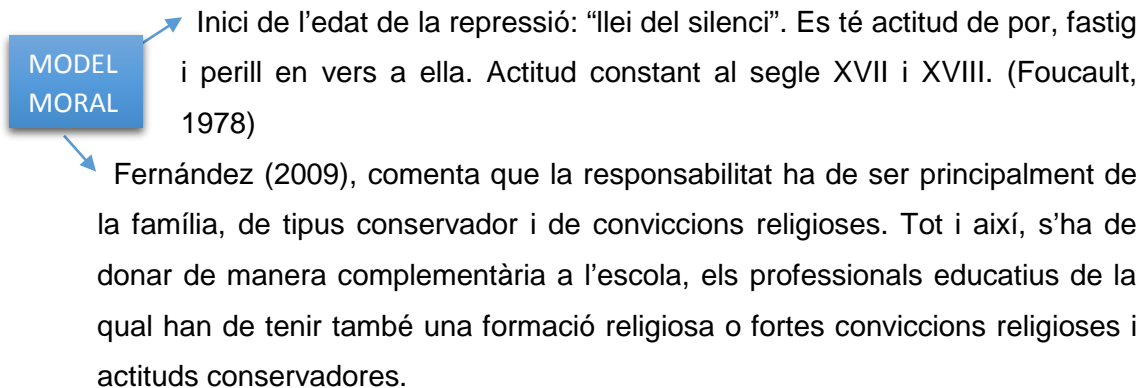 MODEL
MORAL
Inici de l’edat de la repressió: “llei del silenci”. Es té actitud de por, fastig
i perill en vers a ella. Actitud constant al segle XVII i XVIII. (Foucault,
1978)
Fernández (2009), comenta que la responsabilitat ha de ser principalment de
la família, de tipus conservador i de conviccions religioses. Tot i així, s’ha de
donar de manera complementària a l’escola, els professionals educatius de la
qual han de tenir també una formació religiosa o fortes conviccions religioses i
actituds conservadores.